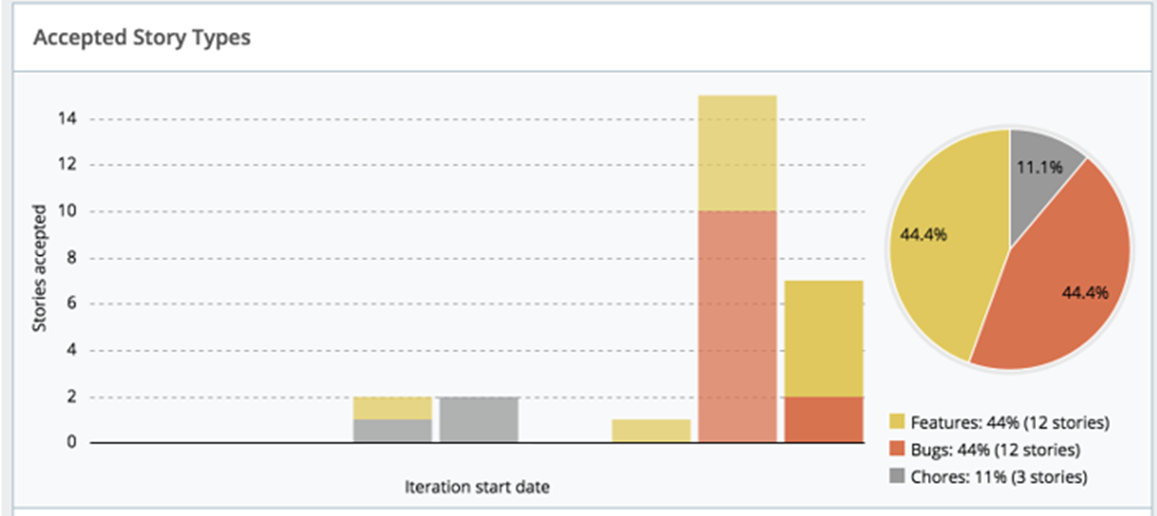 Accepted Story Types
14
12
10
8
6
4
2
0
Stories accepted
Iteration start date
11.1%
44.4%
44.4%
Features: 44% (12 stories)
Bugs: 44% (12 stories)
Chores: 11% (3 stories)